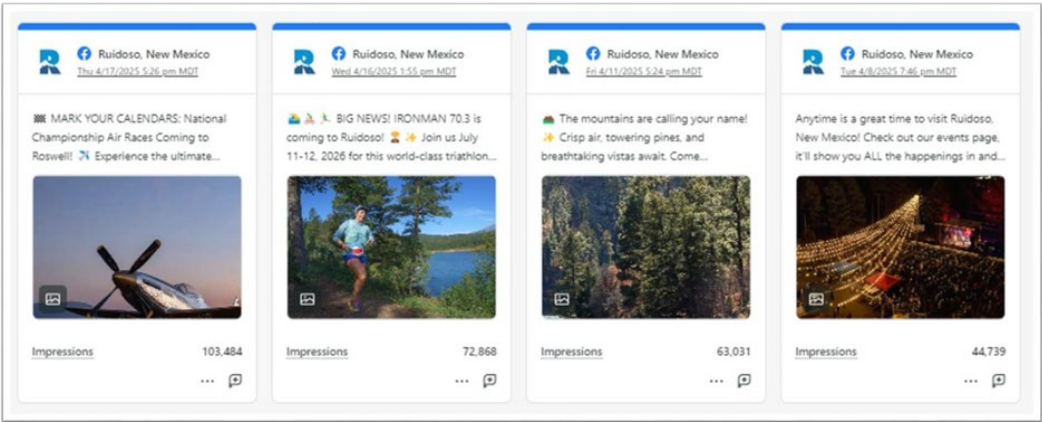 Ruidoso, New Mexico
Thu 4/17/2025 5:26 pm MDT
🏁 MARK YOUR CALENDARS: National
Championship Air Races Coming to
Roswell! ✈️ Experience the ultimate...
Impressions 103,484
Ruidoso, New Mexico
Wed 4/16/2025 1:55 pm MDT
🏊 🚴 🏃 BIG NEWS! IRONMAN 70.3 is
coming to Ruidoso! 🏆 ✨ Join us July
11-12, 2026 for this world-class triathlon...
Impressions 72,868
Ruidoso, New Mexico
Fri 4/11/2025 5:24 pm MDT
The mountains are calling your name!
✨ Crisp air, towering pines, and
breathtaking vistas await. Come...
Impressions 63,031
Ruidoso, New Mexico
Tue 4/8/2025 7:46 pm MDT
Anytime is a great time to visit Ruidoso,
New Mexico! Check out our events page,
it'll show you ALL the happenings in and...
Impressions 44,739